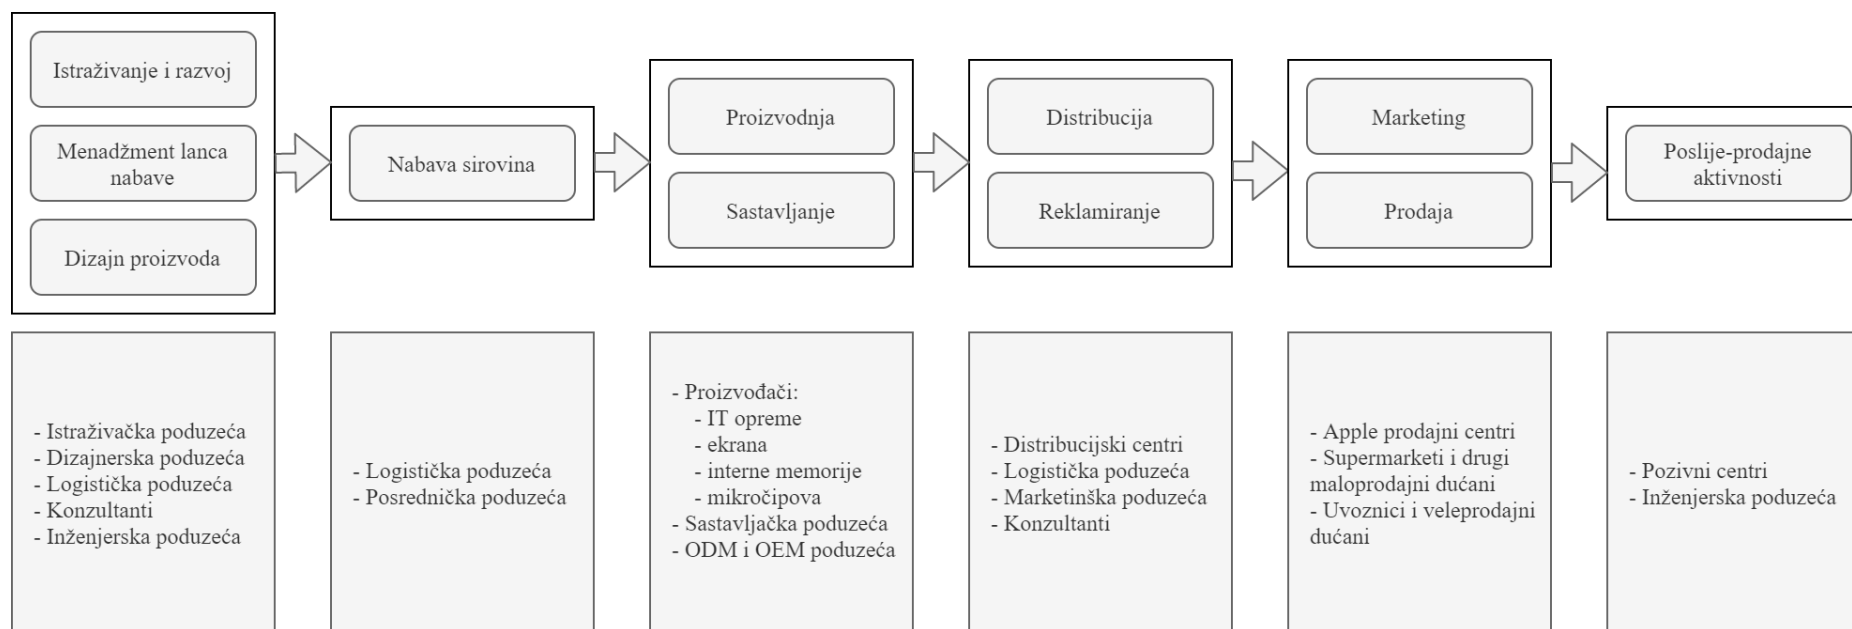 Istraživanje i razvoj
Menadžment lanca
nabave
Dizajn proizvoda
Nabava sirovina
Proizvodnja
Sastavljanje
Distribucija
Reklamiranje
Marketing
Prodaja
Poslije-prodajne
aktivnosti
- Istraživačka poduzeća
- Dizajnerska poduzeća
- Logistička poduzeća
- Konzultanti
- Inženjerska poduzeća
- Logistička poduzeća
- Posrednička poduzeća
- Proizvođači:
- IT opreme
- ekrana
- interne memorije
- mikročipova
- Sastavljačka poduzeća
- ODM i OEM poduzeća
- Distribucijski centri
- Logistička poduzeća
- Marketinška poduzeća
- Konzultanti
- Apple prodajni centri
- Supermarketi i drugi
maloprodajni dućani
- Uvoznici i veleprodajni
dućani
- Pozivni centri
- Inženjerska poduzeća